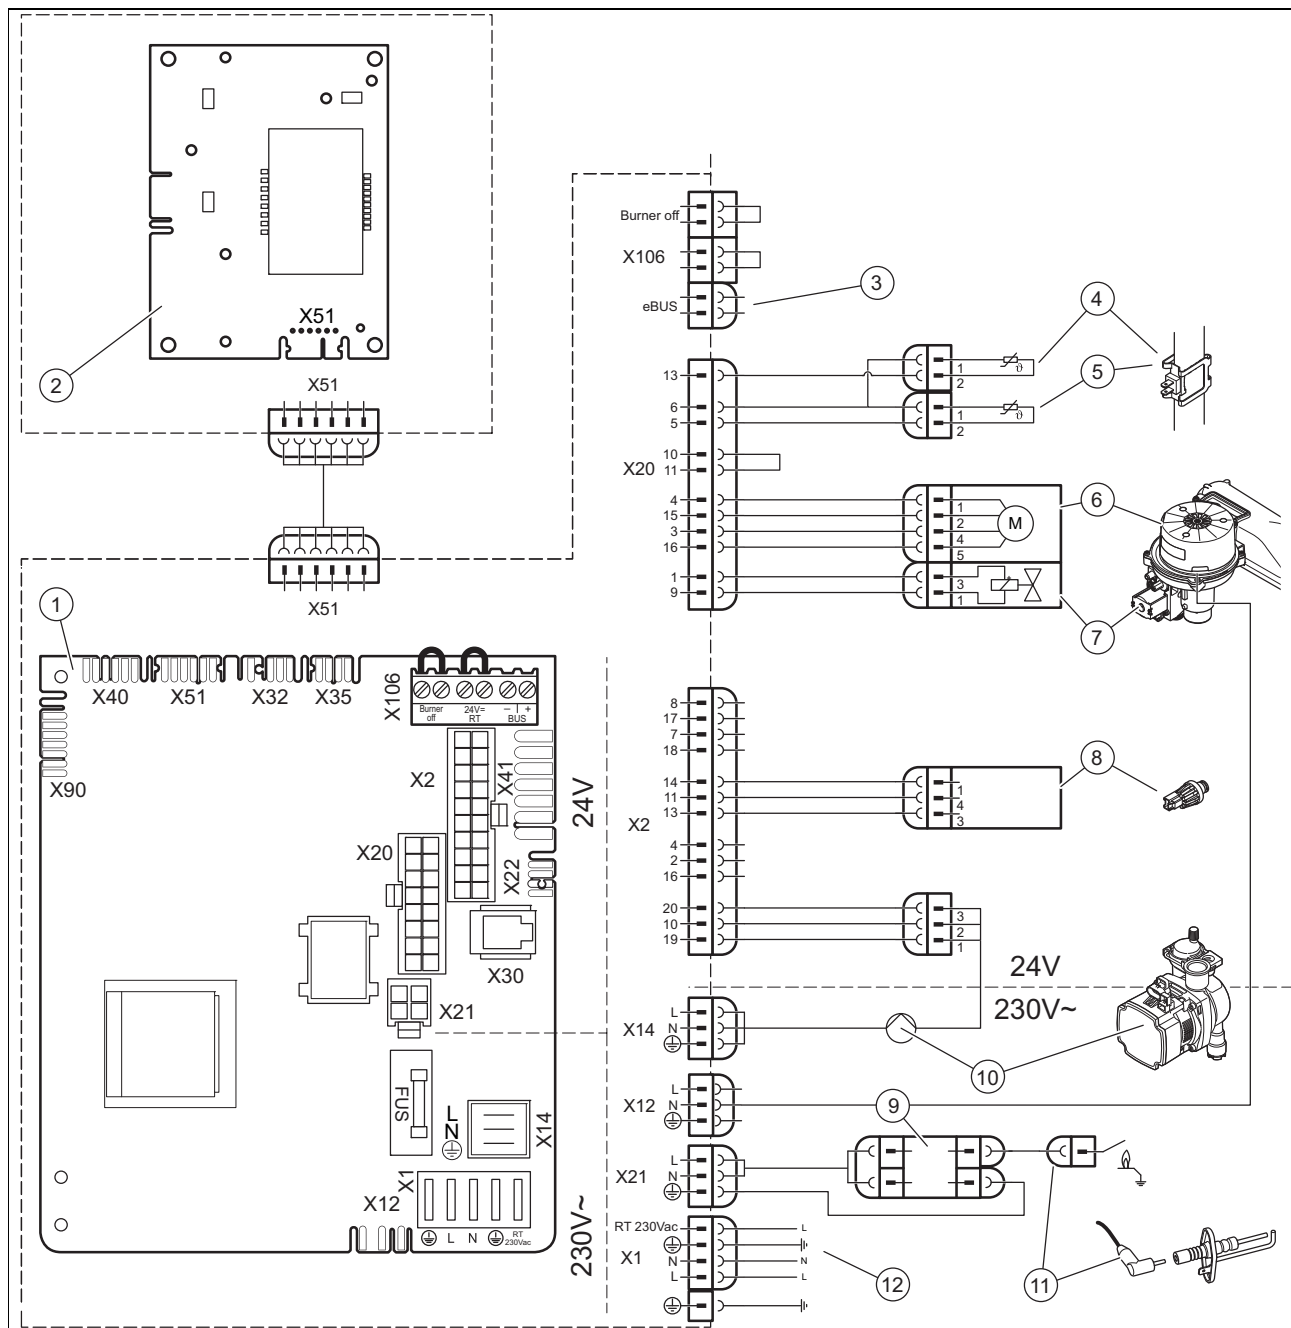 X51
2
X51
X51
1
X40
X51
X32
X35
X106
Burner
off
24V=
RT
– | +
BUS
X90
X2
X41
24V
X20
X22
X30
X21
FUS
L
N
X14
X1
X12
L
N
RT
230Vac
230V~
Burner off
X106
eBUS
3
13
6
5
10
11
X20
4
15
3
16
1
9
1
2
1
2
ϑ
ϑ
4
5
1
2
4
5
M
6
3
1
7
8
17
7
18
14
11
13
X2
4
2
16
20
10
19
1
4
3
8
3
2
1
24V
230V~
X14
L
N
10
X12
L
N
9
X21
L
N
11
RT 230Vac
X1
N
L
L
N
L
12